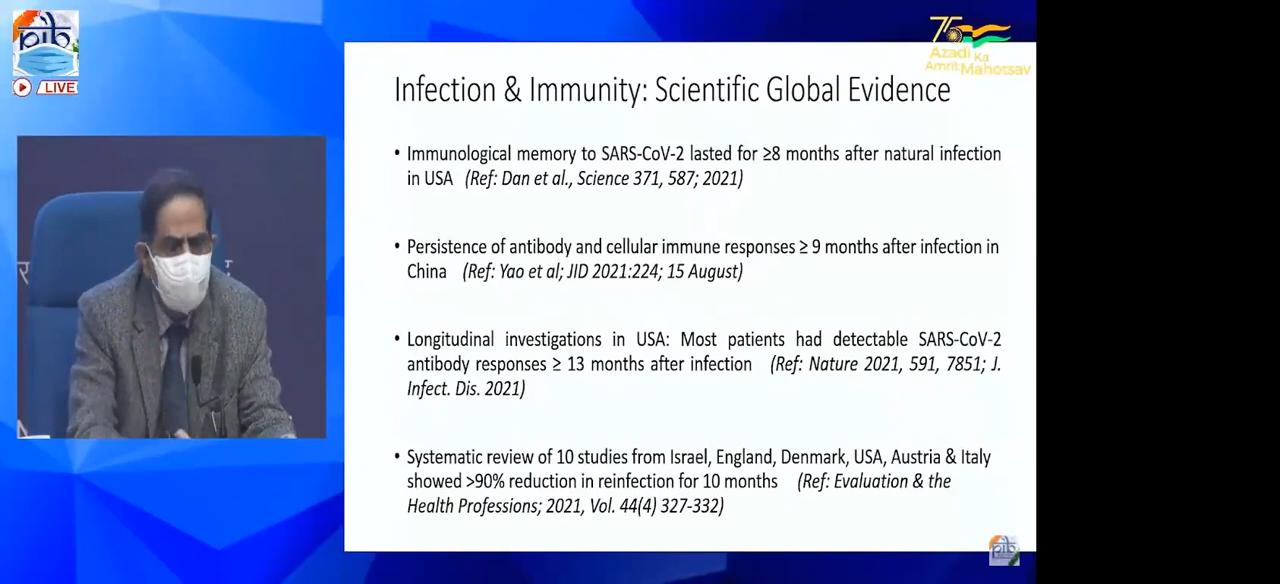 pib
LIVE
75
Azadi Ka
Amrit Mahotsav
Infection & Immunity: Scientific Global Evidence
• Immunological memory to SARS-CoV-2 lasted for ≥8 months after natural infection
in USA (Ref: Dan et al., Science 371, 587; 2021)
• Persistence of antibody and cellular immune responses ≥ 9 months after infection in
China (Ref: Yao et al; JID 2021:224; 15 August)
• Longitudinal investigations in USA: Most patients had detectable SARS-CoV-2
antibody responses ≥ 13 months after infection (Ref: Nature 2021, 591, 7851; J.
Infect. Dis. 2021)
• Systematic review of 10 studies from Israel, England, Denmark, USA, Austria & Italy
showed >90% reduction in reinfection for 10 months (Ref: Evaluation & the
Health Professions; 2021, Vol. 44(4) 327-332)
pib